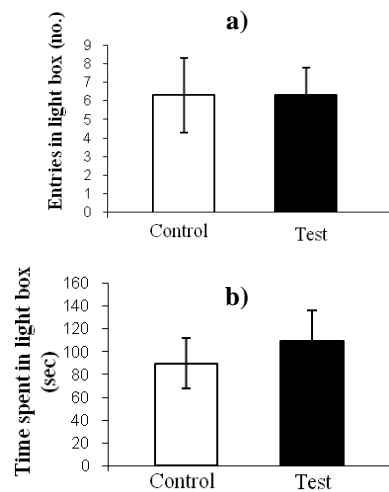 a)
Entries in light box (no.)
9
8
7
6
5
4
3
2
1
0
Control Test
b)
Time spent in light box
(sec)
160
140
120
100
80
60
40
20
0
Control Test